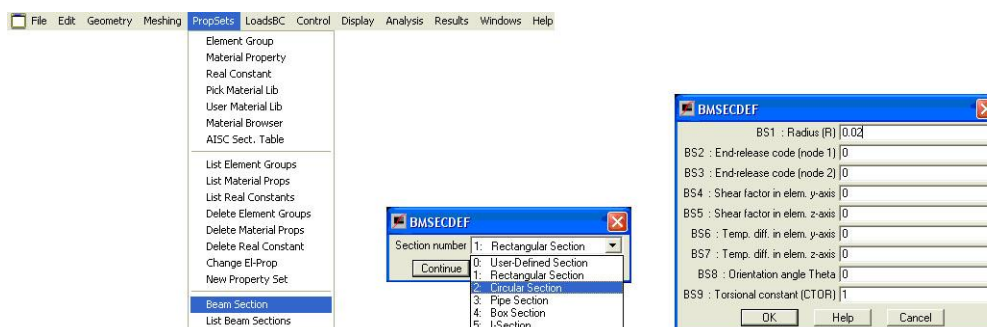 File Edit Geometry Meshing PropSets LoadsBC Control Display Analysis Results Windows Help
Element Group
Material Property
Real Constant
Pick Material Lib
User Material Lib
Material Browser
AISC Sect. Table
List Element Groups
List Material Props
List Real Constants
Delete Element Groups
Delete Material Props
Delete Real Constant
Change El-Prop
New Property Set
Beam Section
List Beam Sections
BMSECDEF
Section number 1: Rectangular Section
Continue
0: User-Defined Section
1: Rectangular Section
2: Circular Section
3: Pipe Section
4: Box Section
5: I-Section
BMSECDEF
BS1 : Radius (R) 0.02
BS2 : End-release code (node 1) 0
BS3 : End-release code (node 2) 0
BS4 : Shear factor in elem. y-axis 0
BS5 : Shear factor in elem. z-axis 0
BS6 : Temp. diff. in elem. y-axis 0
BS7 : Temp. diff. in elem. z-axis 0
BS8 : Orientation angle Theta 0
BS9 : Torsional constant (CTOR) 1
OK Help Cancel